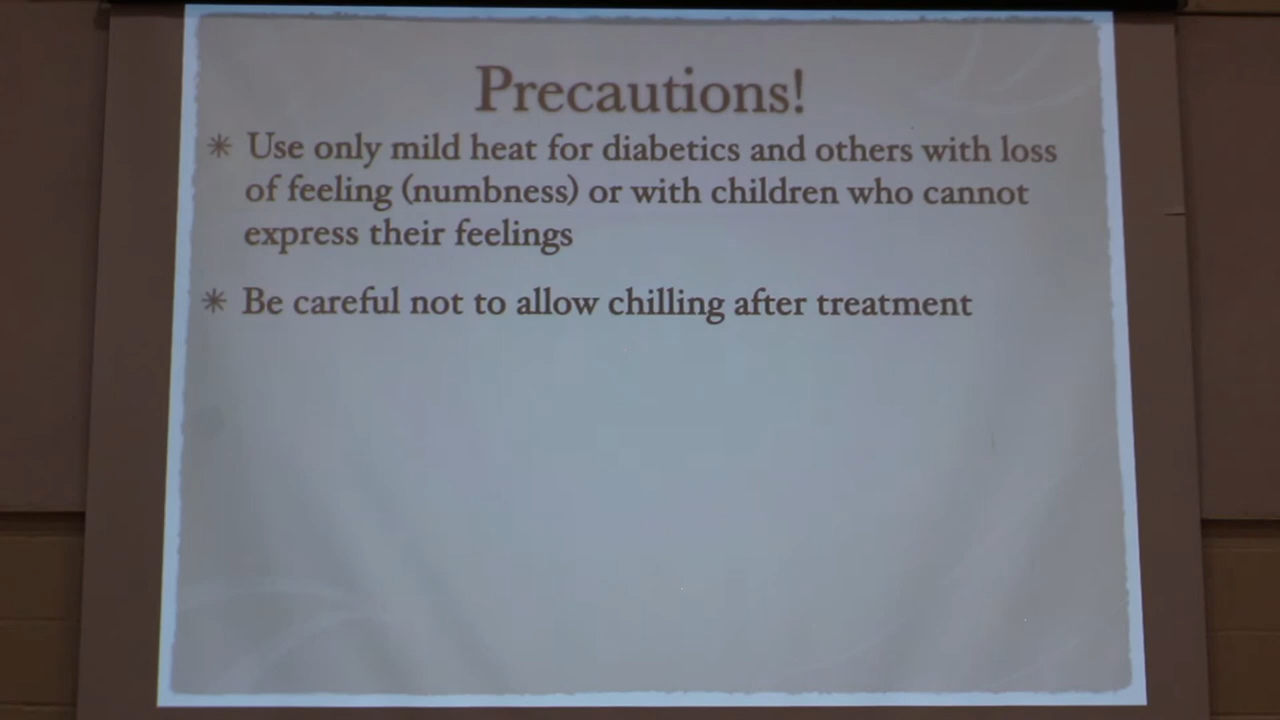 Precautions!
✳ Use only mild heat for diabetics and others with loss
of feeling (numbness) or with children who cannot
express their feelings
✳ Be careful not to allow chilling after treatment